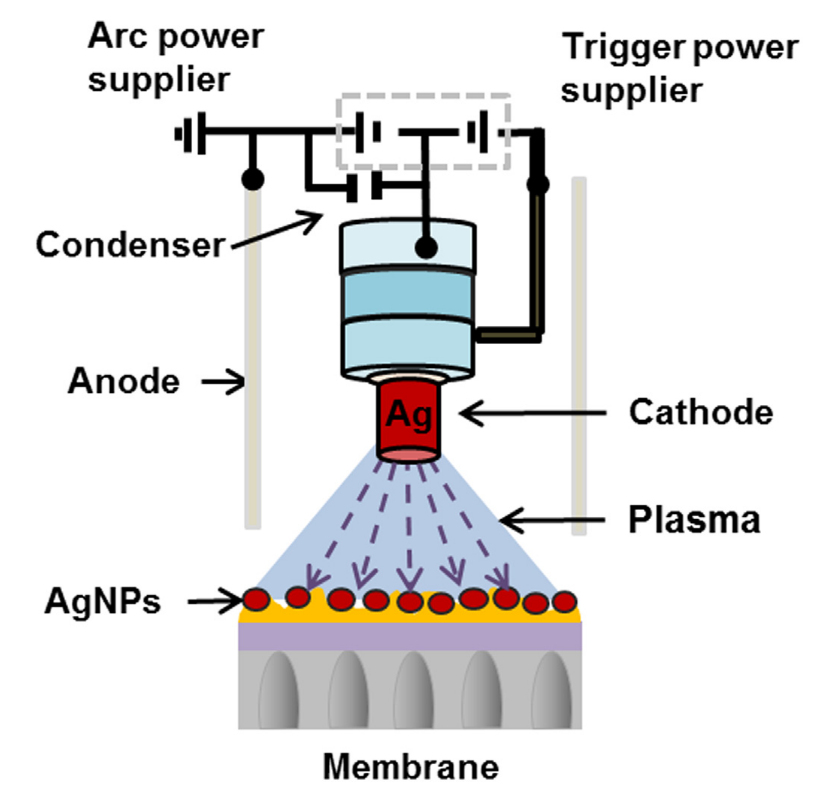 Arc power
supplier
Trigger power
supplier
Condenser
Anode
Ag
Cathode
Plasma
AgNPs
Membrane